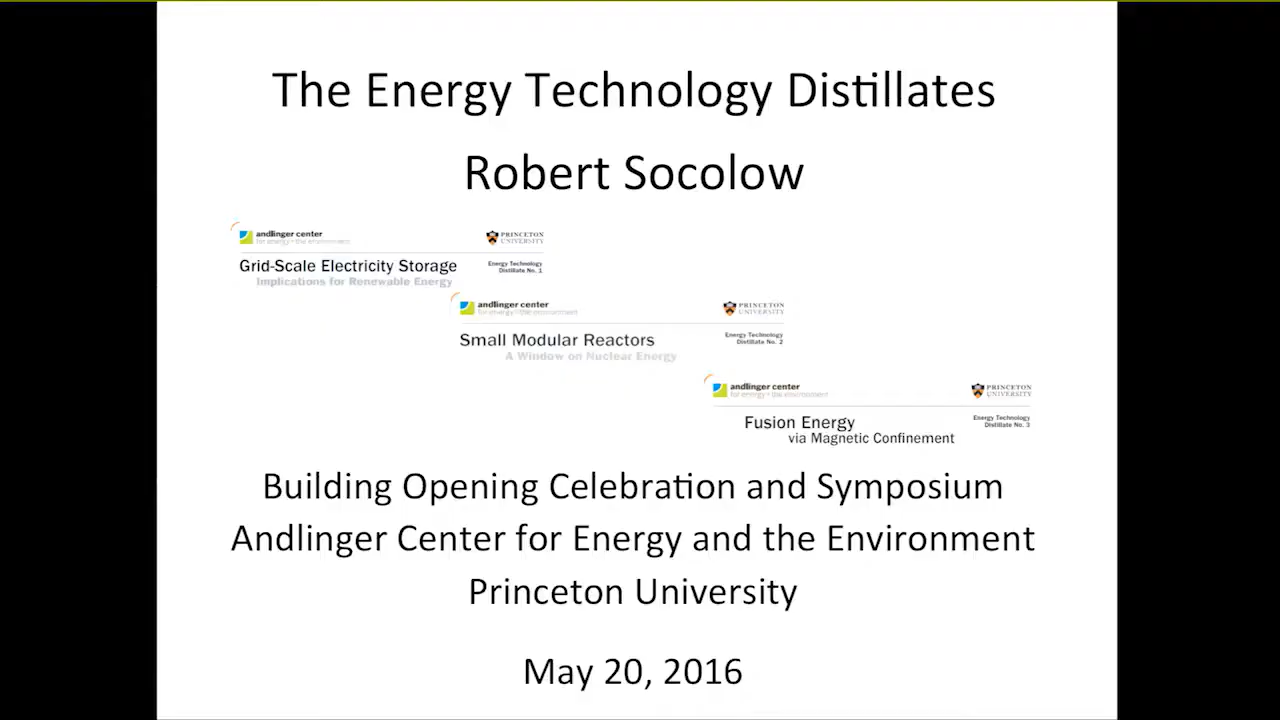 The Energy Technology Distillates
Robert Socolow
andlinger center
for energy+the environment
PRINCETON
UNIVERSITY
Grid-Scale Electricity Storage
Implications for Renewable Energy
Energy Technology
Distillate No. 1
andlinger center
for energy+the environment
PRINCETON
UNIVERSITY
Small Modular Reactors
A Window on Nuclear Energy
Energy Technology
Distillate No. 2
andlinger center
for energy+the environment
PRINCETON
UNIVERSITY
Fusion Energy
via Magnetic Confinement
Energy Technology
Distillate No. 3
Building Opening Celebration and Symposium
Andlinger Center for Energy and the Environment
Princeton University
May 20, 2016